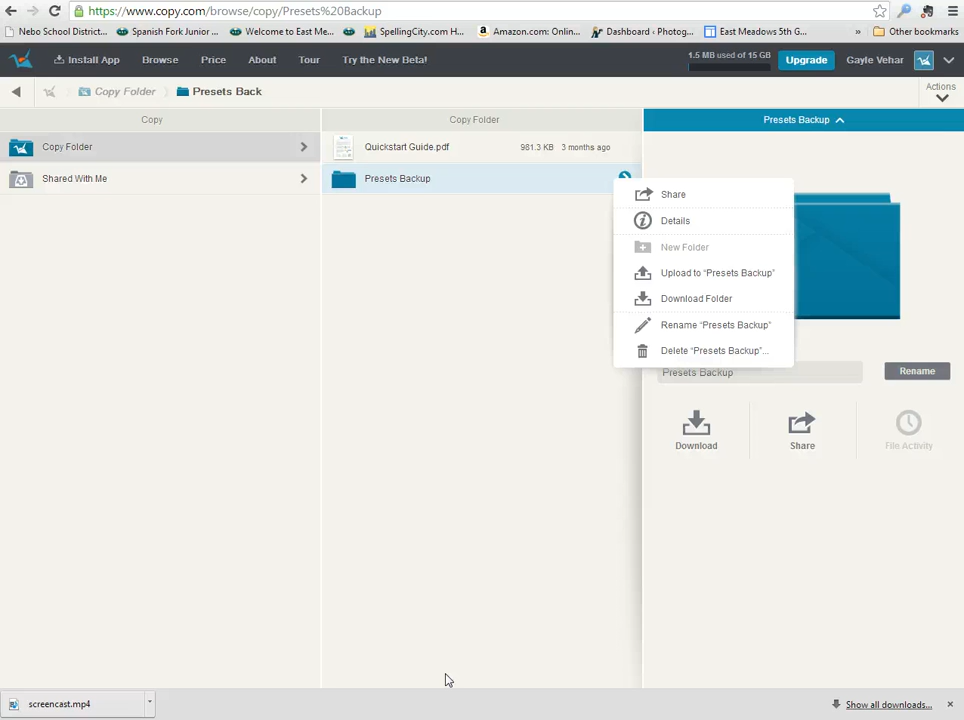 https://www.copy.com/browse/copy/Presets%20Backup
Nebo School District... Spanish Fork Junior ... Welcome to East Me... SpellingCity.com H... Amazon.com: Onlin... Dashboard ‹ Photog... East Meadows 5th G... » Other bookmarks
Install App Browse Price About Tour Try the New Beta! 1.5 MB used of 15 GB Upgrade Gayle Vehar
Copy Folder Presets Back Actions
Copy Copy Folder Presets Backup
Copy Folder Quickstart Guide.pdf 981.3 KB 3 months ago
Shared With Me Presets Backup
Share
Details
New Folder
Upload to “Presets Backup”
Download Folder
Rename “Presets Backup”
Delete “Presets Backup”...
Presets Backup Rename
Download Share File Activity
screencast.mp4 Show all downloads...